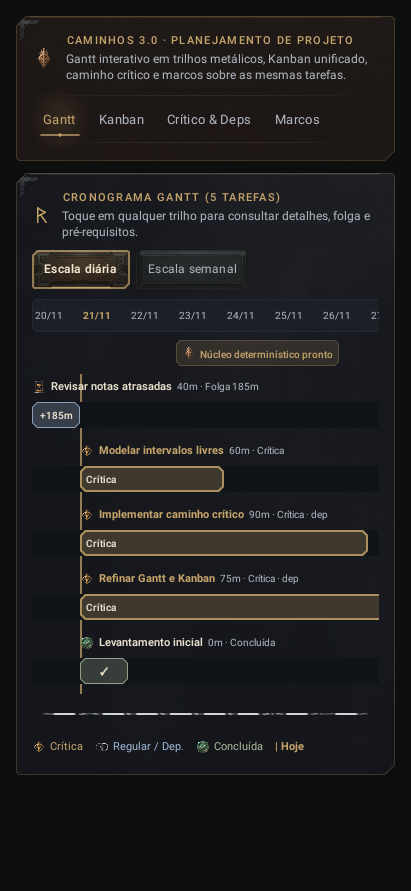 CAMINHOS 3.0 · PLANEJAMENTO DE PROJETO
Gantt interativo em trilhos metálicos, Kanban unificado,
caminho crítico e marcos sobre as mesmas tarefas.
Gantt Kanban Crítico & Deps Marcos
CRONOGRAMA GANTT (5 TAREFAS)
Toque em qualquer trilho para consultar detalhes, folga e
pré-requisitos.
Escala diária Escala semanal
20/11 21/11 22/11 23/11 24/11 25/11 26/11 27
Núcleo determinístico pronto
Revisar notas atrasadas 40m · Folga 185m
+185m
Modelar intervalos livres 60m · Crítica
Crítica
Implementar caminho crítico 90m · Crítica · dep
Crítica
Refinar Gantt e Kanban 75m · Crítica · dep
Crítica
Levantamento inicial 0m · Concluída
✓
Crítica Regular / Dep. Concluída | Hoje